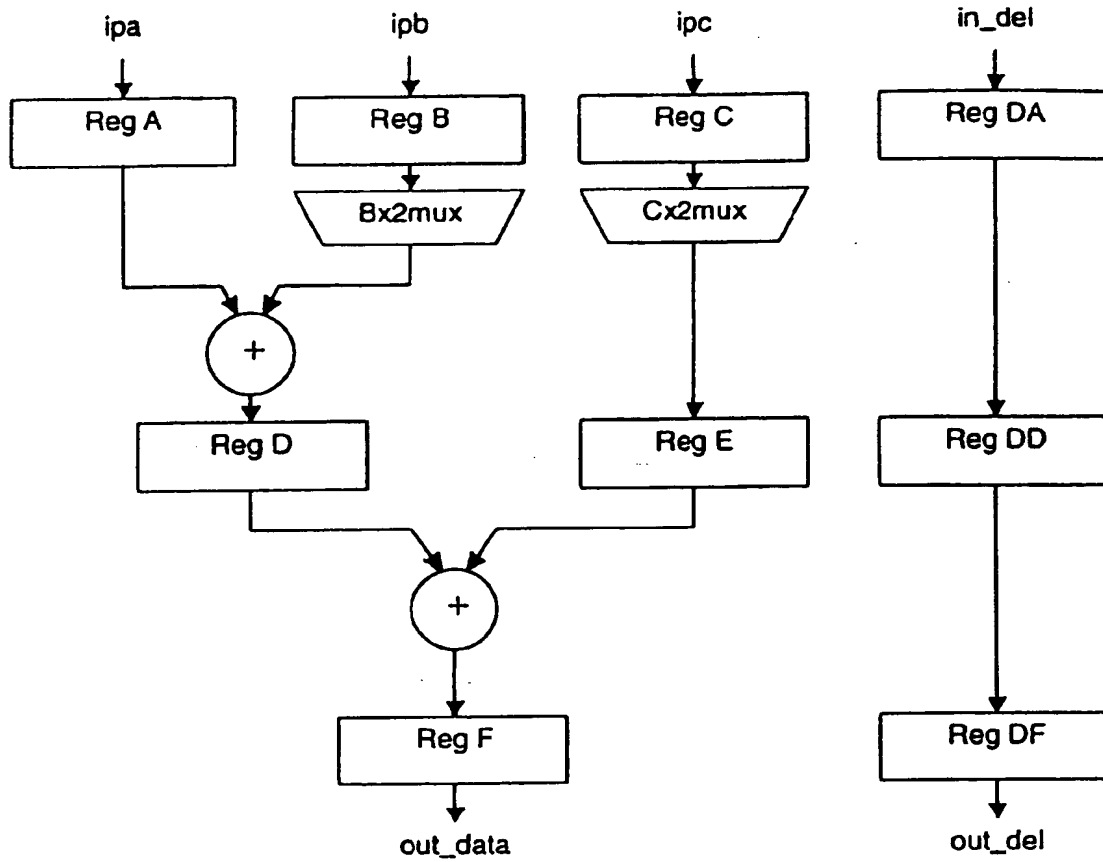 ipa
ipb
ipc
in_del
Reg A
Reg B
Reg C
Reg DA
Bx2mux
Cx2mux
+
Reg D
Reg E
Reg DD
+
Reg F
Reg DF
out_data
out_del